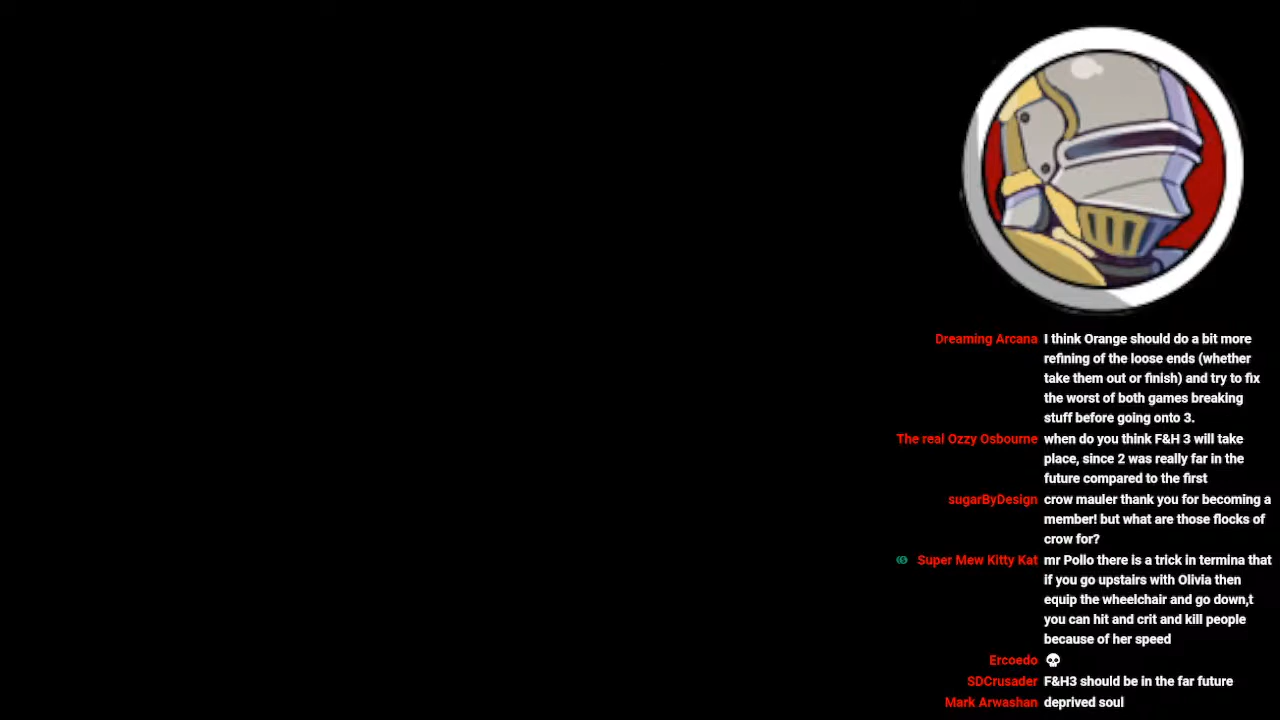 Dreaming Arcana I think Orange should do a bit more
refining of the loose ends (whether
take them out or finish) and try to fix
the worst of both games breaking
stuff before going onto 3.
The real Ozzy Osbourne when do you think F&H 3 will take
place, since 2 was really far in the
future compared to the first
sugarByDesign crow mauler thank you for becoming a
member! but what are those flocks of
crow for?
Super Mew Kitty Kat mr Pollo there is a trick in termina that
if you go upstairs with Olivia then
equip the wheelchair and go down,t
you can hit and crit and kill people
because of her speed
Ercoedo 💀
SDCrusader F&H3 should be in the far future
Mark Arwashan deprived soul